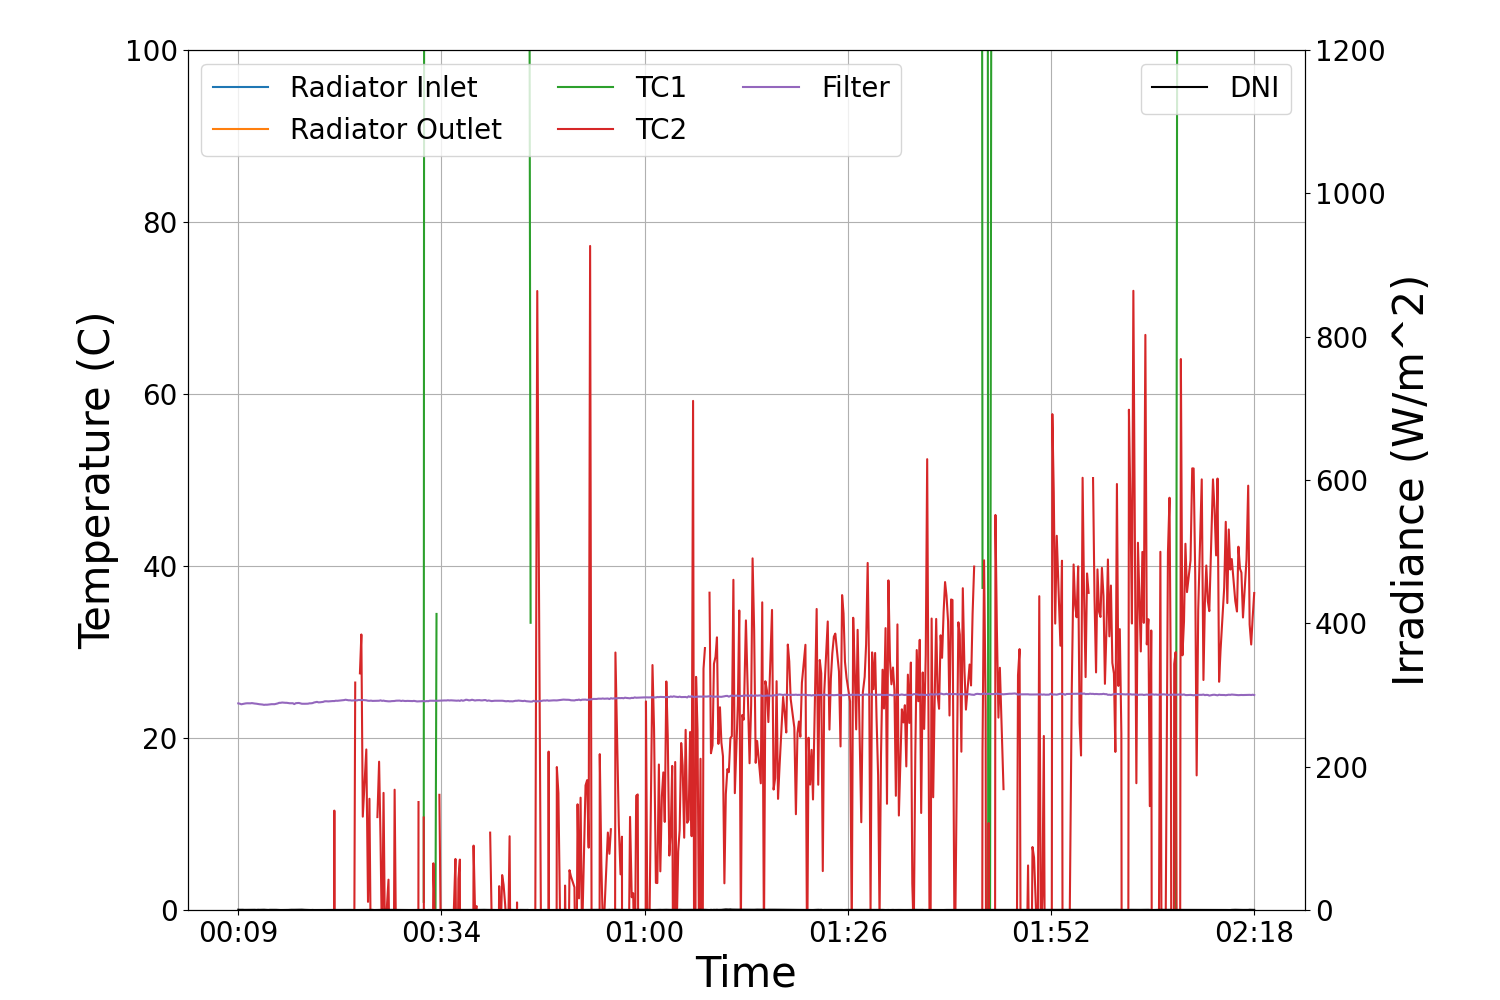 100
80
60
40
20
0
Temperature (C)
Radiator Inlet
Radiator Outlet
TC1
TC2
Filter
DNI
1200
1000
800
600
400
200
0
Irradiance (W/m^2)
00:09 00:34 01:00 01:26 01:52 02:18
Time